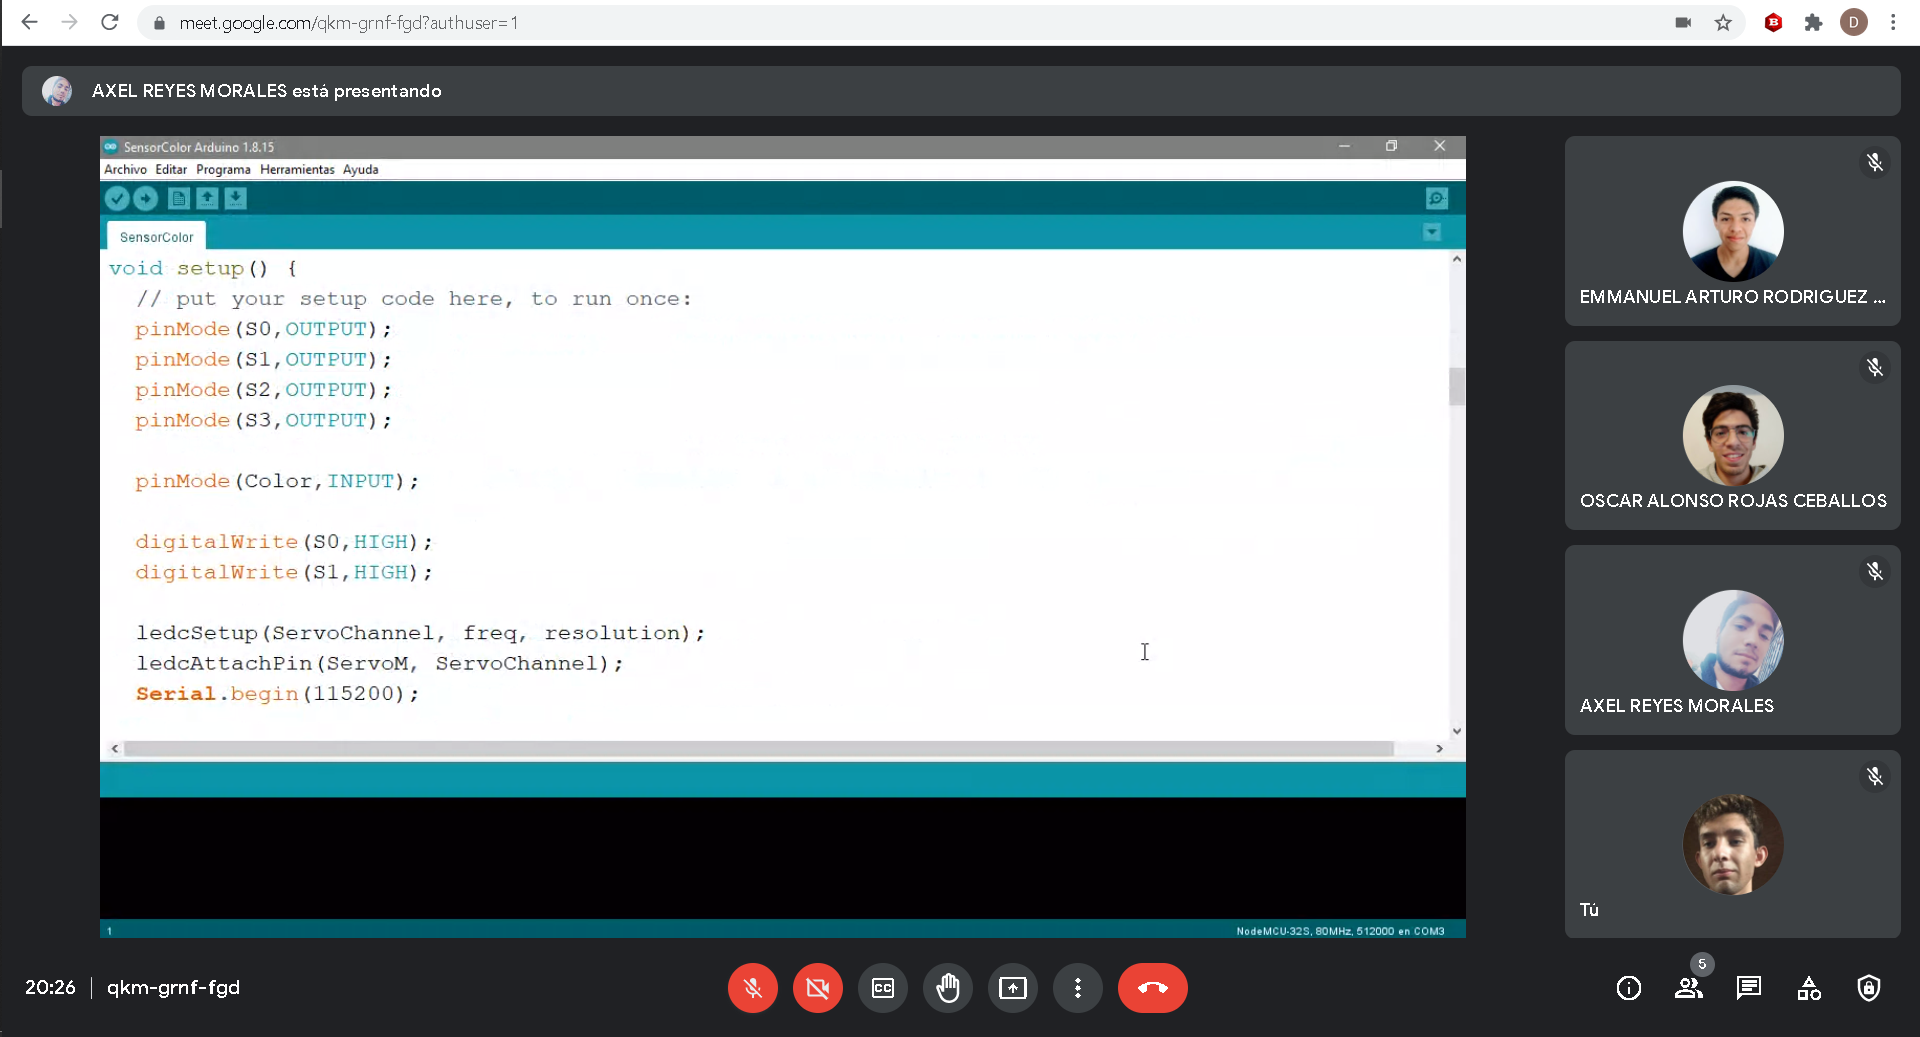 meet.google.com/qkm-grnf-fgd?authuser=1
D
AXEL REYES MORALES está presentando
SensorColor Arduino 1.8.15
Archivo Editar Programa Herramientas Ayuda
SensorColor
void setup() {
// put your setup code here, to run once:
pinMode(S0,OUTPUT);
pinMode(S1,OUTPUT);
pinMode(S2,OUTPUT);
pinMode(S3,OUTPUT);
pinMode(Color,INPUT);
digitalWrite(S0,HIGH);
digitalWrite(S1,HIGH);
ledcSetup(ServoChannel, freq, resolution);
ledcAttachPin(ServoM, ServoChannel);
Serial.begin(115200);
1
NodeMCU-32S, 80MHz, 512000 en COM3
EMMANUEL ARTURO RODRIGUEZ ...
OSCAR ALONSO ROJAS CEBALLOS
AXEL REYES MORALES
Tú
20:26
qkm-grnf-fgd
CC
5